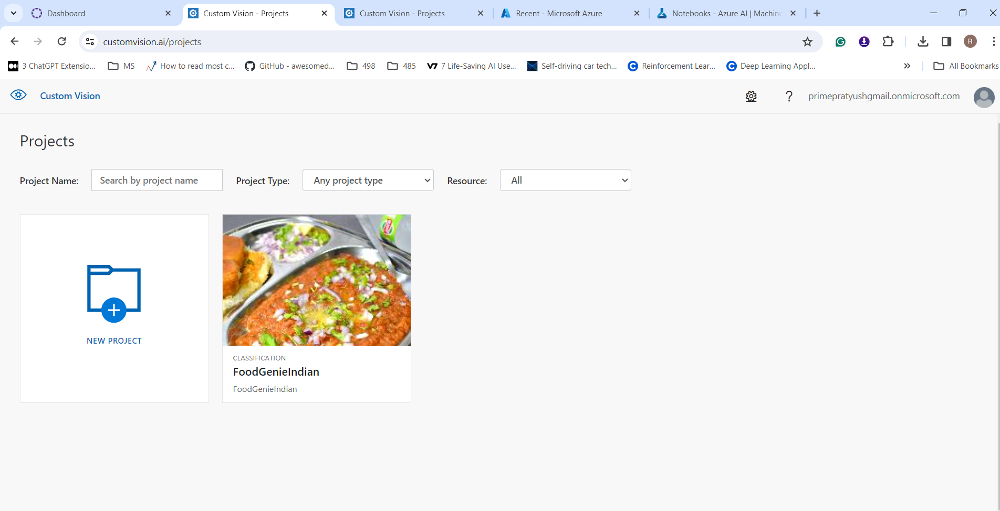 Dashboard
Custom Vision - Projects
Custom Vision - Projects
Recent - Microsoft Azure
Notebooks - Azure AI | Machine
customvision.ai/projects
R
3 ChatGPT Extensio...
MS
How to read most c...
GitHub - awesomed...
498
485
V7
7 Life-Saving AI Use...
Self-driving car tech...
Reinforcement Lear...
Deep Learning Appl...
All Bookmarks
Custom Vision
?
primepratyushgmail.onmicrosoft.com
Projects
Project Name:
Search by project name
Project Type:
Any project type
Resource:
All
NEW PROJECT
CLASSIFICATION
FoodGenieIndian
FoodGenieIndian